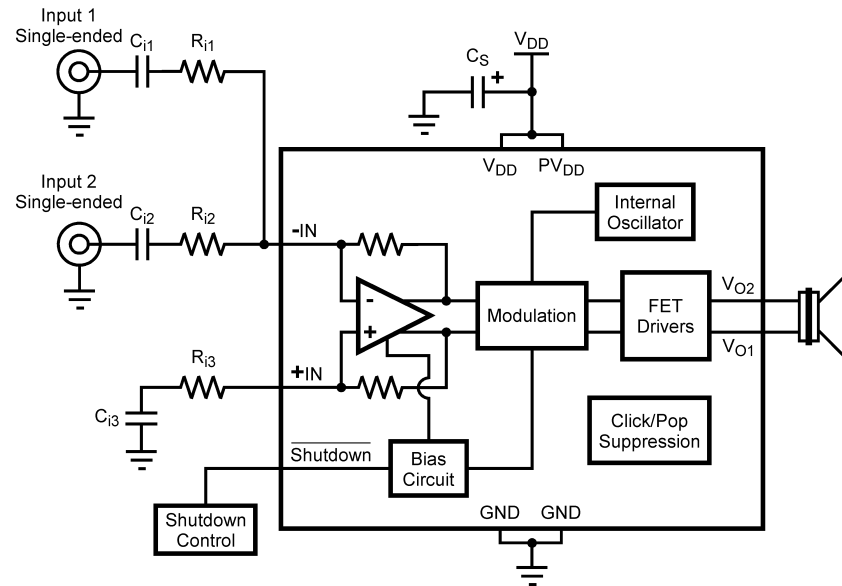 Input 1
Single-ended
Ci1
Ri1
CS
+
VDD
VDD
PVDD
Input 2
Single-ended
Ci2
Ri2
-IN
Internal
Oscillator
-
+
Modulation
FET
Drivers
VO2
VO1
Ri3
+IN
Ci3
Click/Pop
Suppression
Shutdown
Bias
Circuit
Shutdown
Control
GND
GND